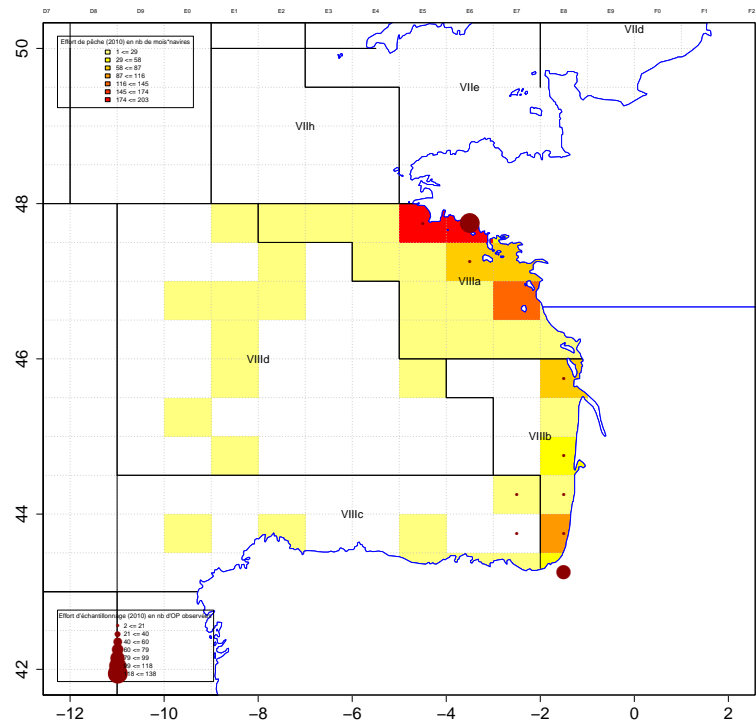 D7 D8 D9 E1 E2 E3 E4 E5 E6 E7 E8 F1 F2
50
48
46
44
42
Effort de pêche (2010) en nb de mois*navires
1 <= 29
29 <= 58
58 <= 87
87 <= 116
116 <= 145
145 <= 174
174 <= 203
VIId
VIIe
VIIh
VIIIa
VIIId
VIIIb
VIIIc
Effort d'échantillonnage (2010) en nb d'OP observé
2 <= 21
21 <= 40
40 <= 60
60 <= 79
79 <= 99
99 <= 118
118 <= 138
−12 −10 −8 −6 −4 −2 0 2